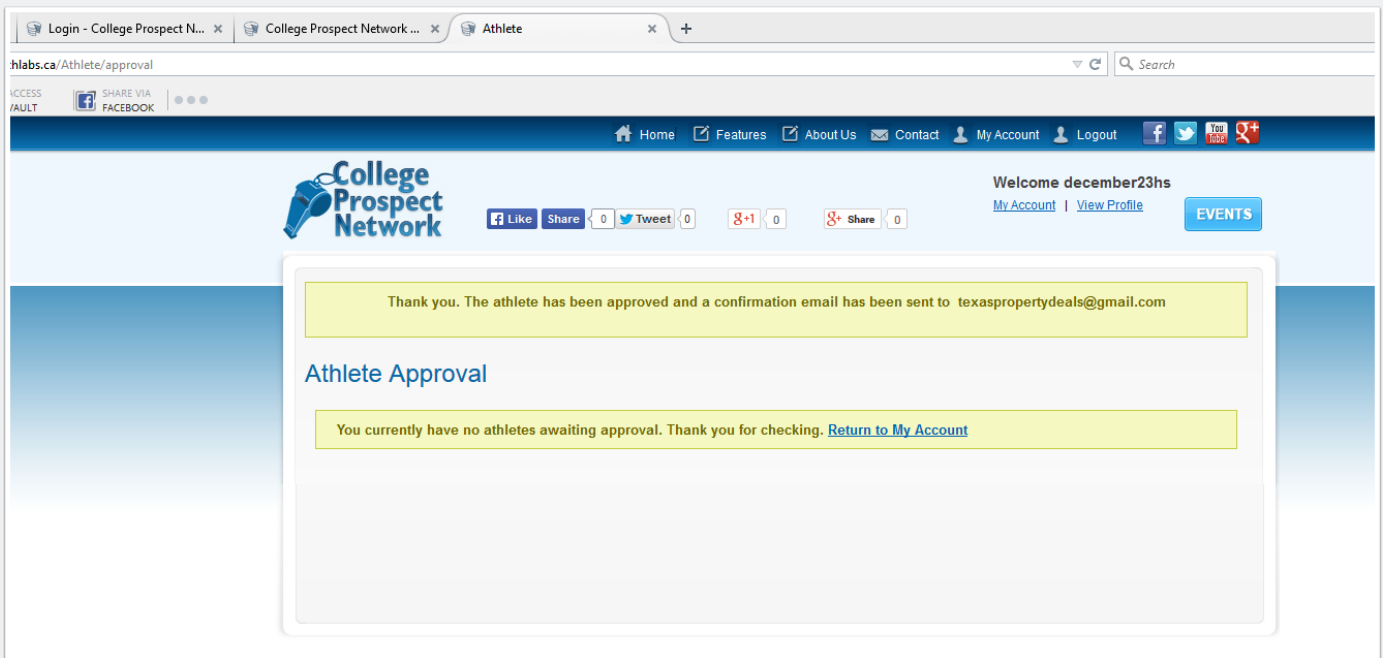 Login - College Prospect N... ×
College Prospect Network ... ×
Athlete ×
+
hlabs.ca/Athlete/approval
Search
ACCESS
VAULT
SHARE VIA
FACEBOOK
Home Features About Us Contact My Account Logout
You
Tube
College
Prospect
Network
Welcome december23hs
My Account | View Profile
EVENTS
Like Share 0 Tweet 0 g+1 0 g+ Share 0
Thank you. The athlete has been approved and a confirmation email has been sent to texaspropertydeals@gmail.com
Athlete Approval
You currently have no athletes awaiting approval. Thank you for checking. Return to My Account